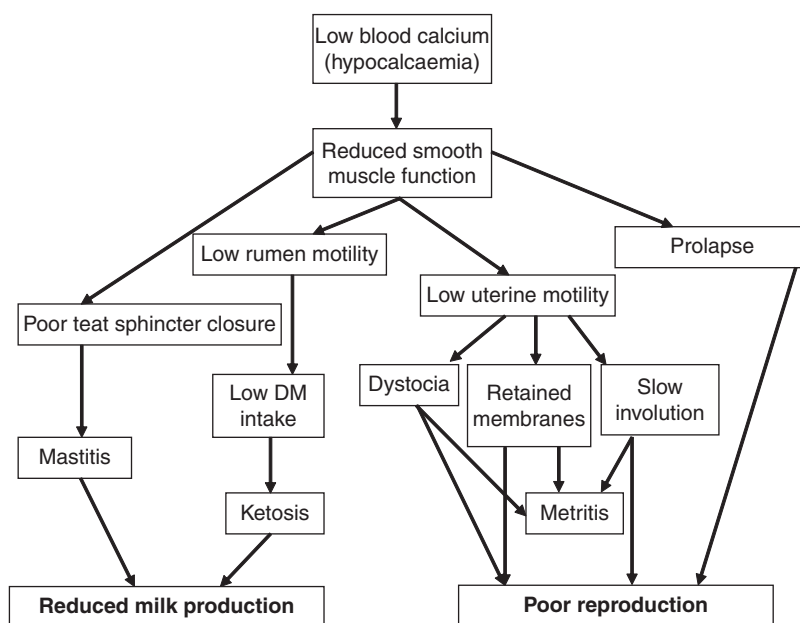 Low blood calcium
(hypocalcaemia)
Reduced smooth
muscle function
Prolapse
Low rumen motility
Low uterine motility
Poor teat sphincter closure
Dystocia
Retained
membranes
Slow
involution
Low DM
intake
Mastitis
Ketosis
Metritis
Reduced milk production
Poor reproduction